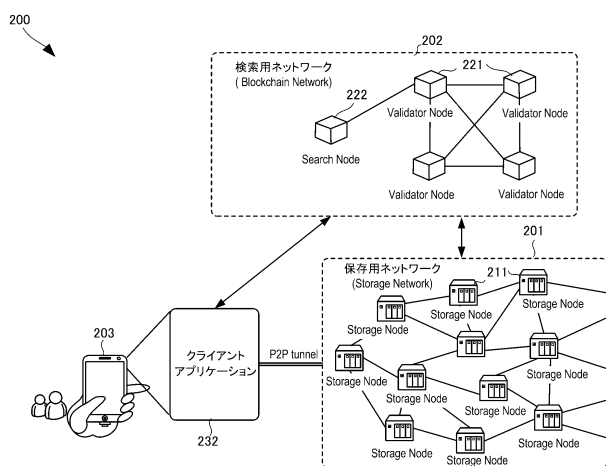 200
202
検索用ネットワーク
( Blockchain Network)
221
222
Validator Node
Validator Node
Search Node
Validator Node
Validator Node
201
保存用ネットワーク
(Storage Network)
211
Storage Node
Storage Node
Storage Node
203
クライアント
アプリケーション
P2P tunnel
Storage Node
Storage Node
Storage Node
Storage Node
232
Storage Node
Storage Node
Storage Node